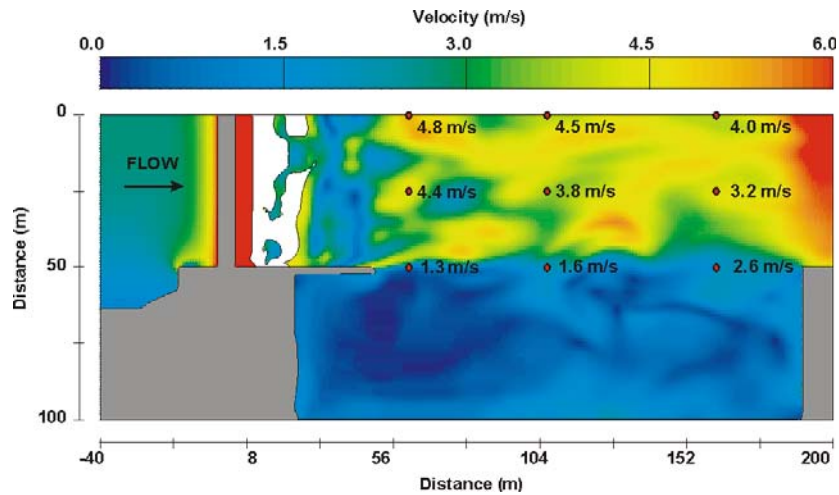 Velocity (m/s)
0.0 1.5 3.0 4.5 6.0
0
50
100
Distance (m)
FLOW
4.8 m/s 4.5 m/s 4.0 m/s
4.4 m/s 3.8 m/s 3.2 m/s
1.3 m/s 1.6 m/s 2.6 m/s
-40 8 56 104 152 200
Distance (m)